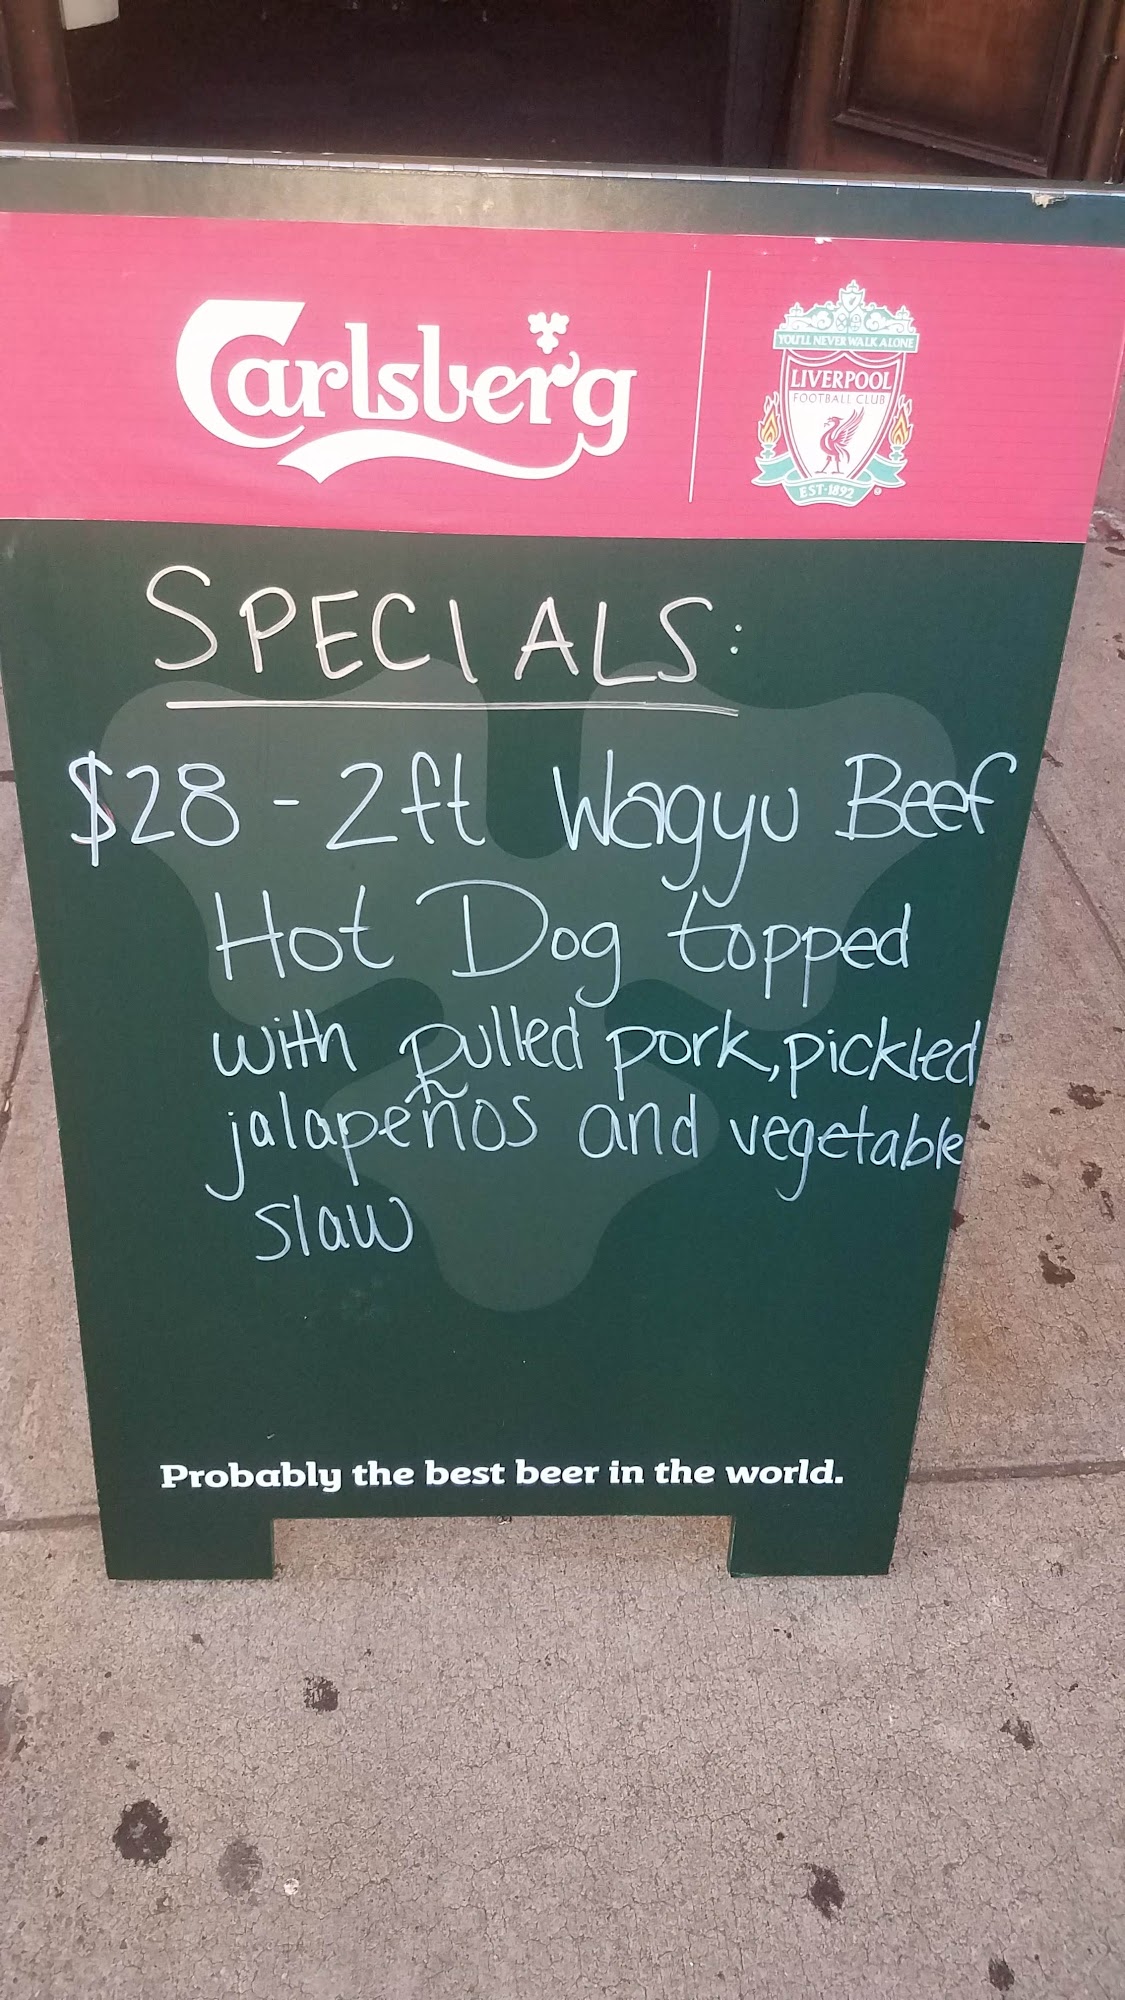 Carlsberg
YOU'LL NEVER WALK ALONE
LIVERPOOL
FOOTBALL CLUB
EST·1892
SPECIALS:
$28 - 2ft Wagyu Beef
Hot Dog topped
with pulled pork, pickled
jalapeños and vegetable
slaw
Probably the best beer in the world.